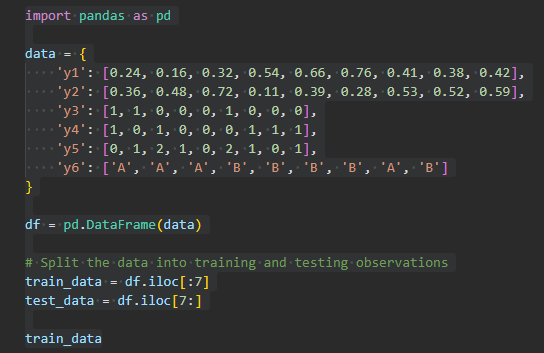 import pandas as pd
data = {
    'y1': [0.24, 0.16, 0.32, 0.54, 0.66, 0.76, 0.41, 0.38, 0.42],
    'y2': [0.36, 0.48, 0.72, 0.11, 0.39, 0.28, 0.53, 0.52, 0.59],
    'y3': [1, 1, 0, 0, 0, 1, 0, 0, 0],
    'y4': [1, 0, 1, 0, 0, 0, 1, 1, 1],
    'y5': [0, 1, 2, 1, 0, 2, 1, 0, 1],
    'y6': ['A', 'A', 'A', 'B', 'B', 'B', 'B', 'A', 'B']
}
df = pd.DataFrame(data)
# Split the data into training and testing observations
train_data = df.iloc[:7]
test_data = df.iloc[7:]
train_data